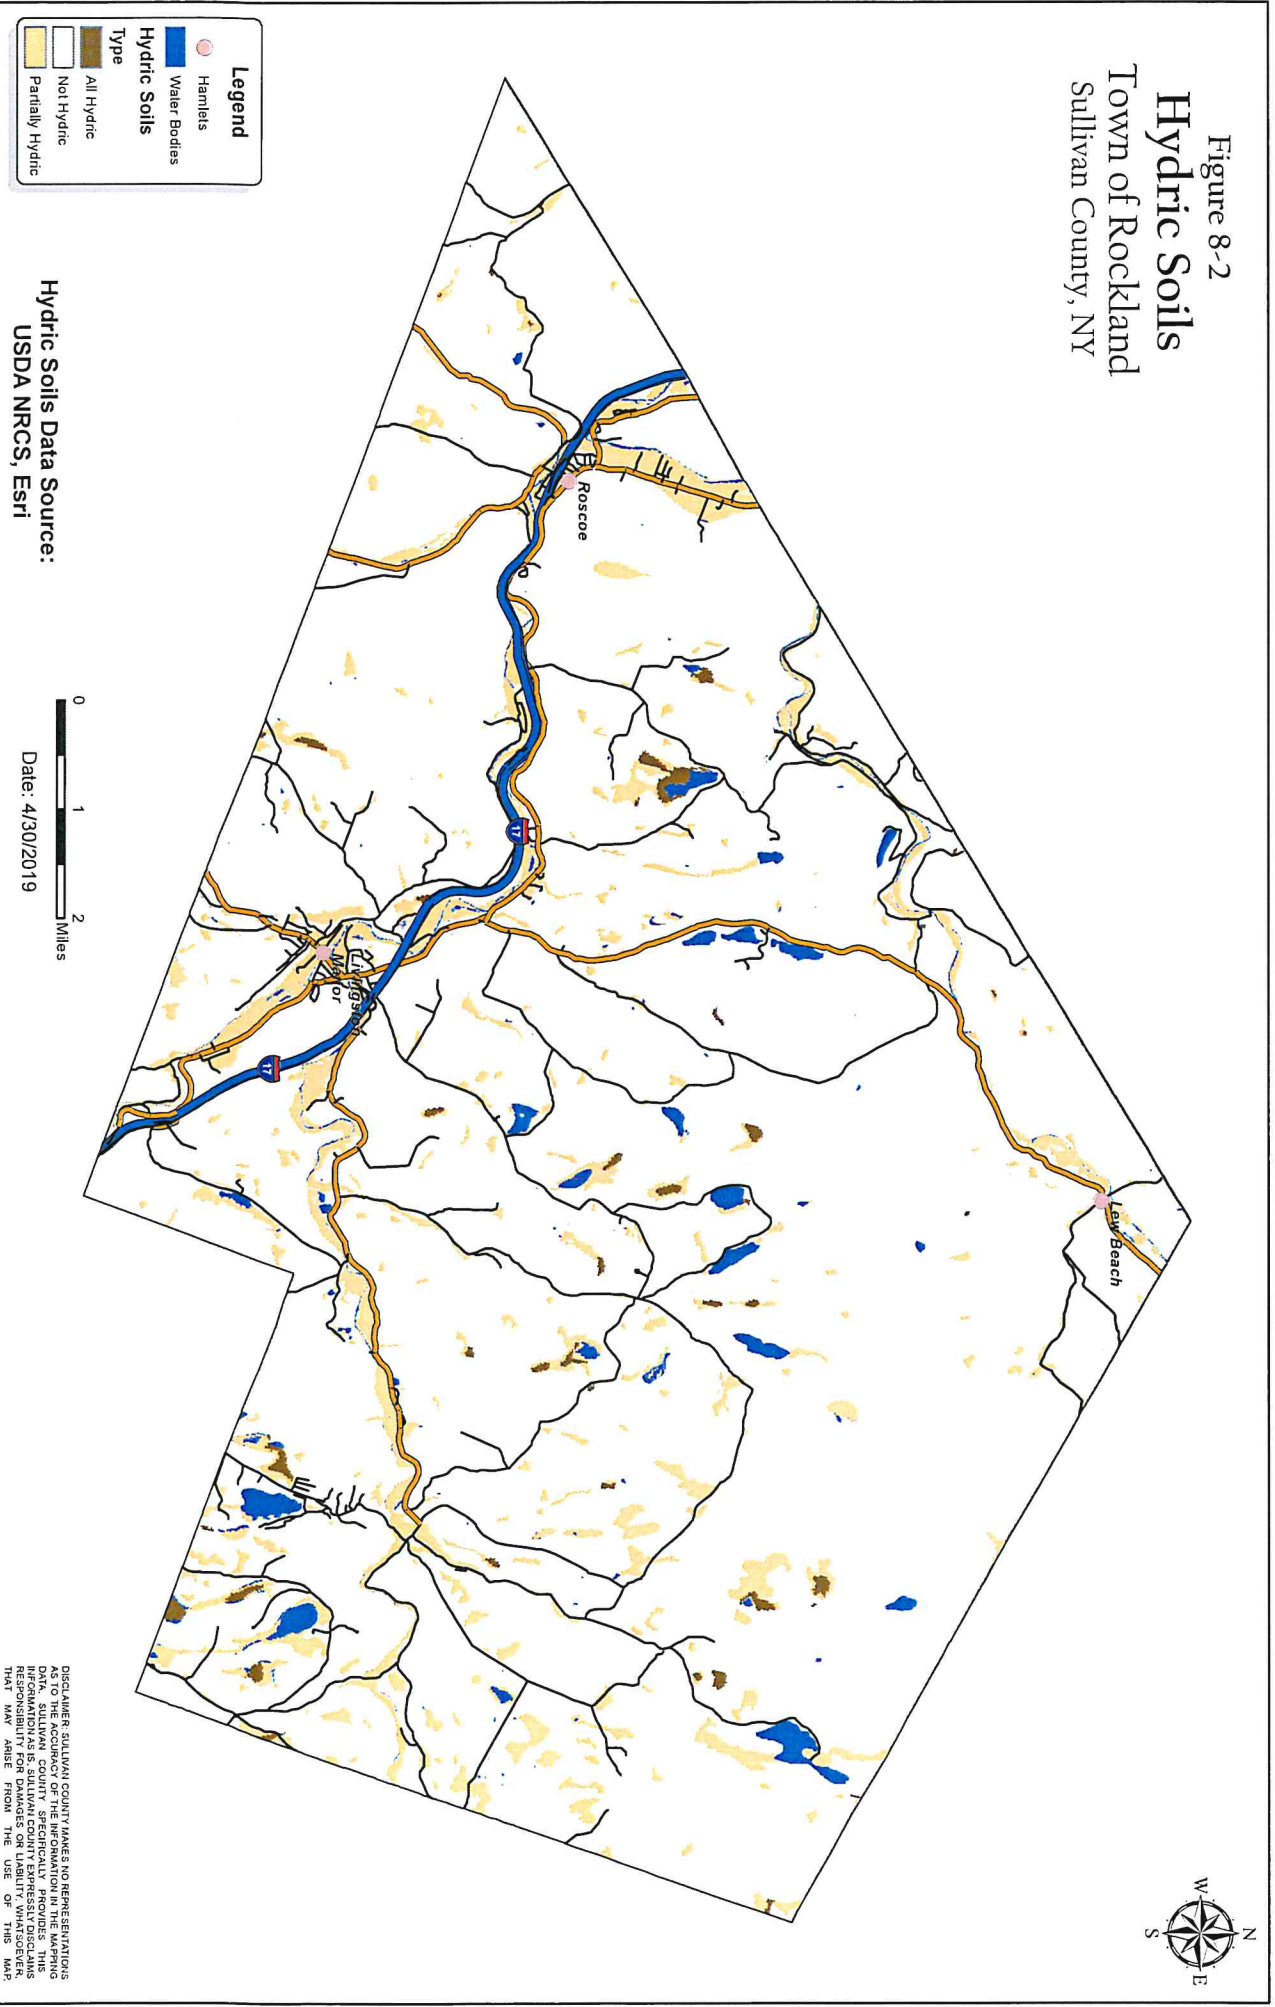 Figure 8-2
Hydric Soils
Town of Rockland
Sullivan County, NY
N
W
E
S
Lew Beach
Roscoe
17
Livingston
Manor
17
Legend
Hamlets
Water Bodies
Hydric Soils
Type
All Hydric
Not Hydric
Partially Hydric
Hydric Soils Data Source:
USDA NRCS, Esri
0 1 2
Miles
Date: 4/30/2019
DISCLAIMER: SULLIVAN COUNTY MAKES NO REPRESENTATIONS
AS TO THE ACCURACY OF THE INFORMATION IN THE MAPPING
DATA. SULLIVAN COUNTY SPECIFICALLY PROVIDES THIS
INFORMATION AS IS. SULLIVAN COUNTY EXPRESSLY DISCLAIMS
RESPONSIBILITY FOR DAMAGES OR LIABILITY, WHATSOEVER,
THAT MAY ARISE FROM THE USE OF THIS MAP.